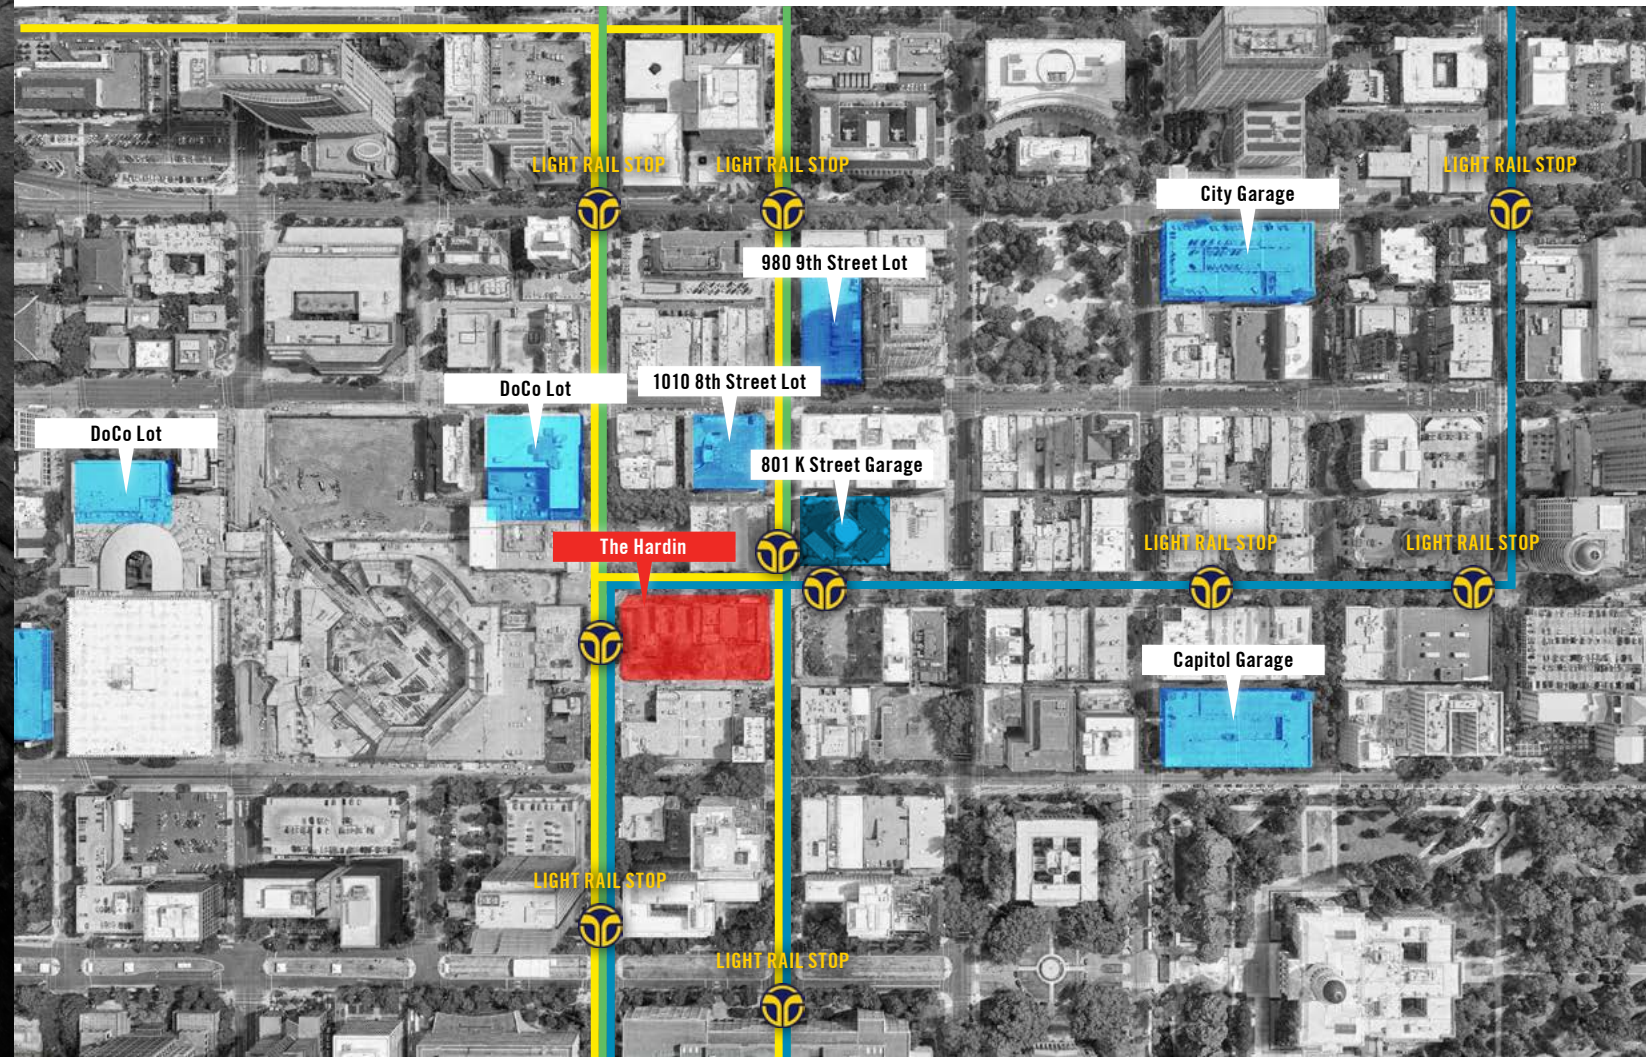 LIGHT RAIL STOP
LIGHT RAIL STOP
LIGHT RAIL STOP
City Garage
980 9th Street Lot
DoCo Lot
1010 8th Street Lot
DoCo Lot
801 K Street Garage
The Hardin
LIGHT RAIL STOP
LIGHT RAIL STOP
Capitol Garage
LIGHT RAIL STOP
LIGHT RAIL STOP